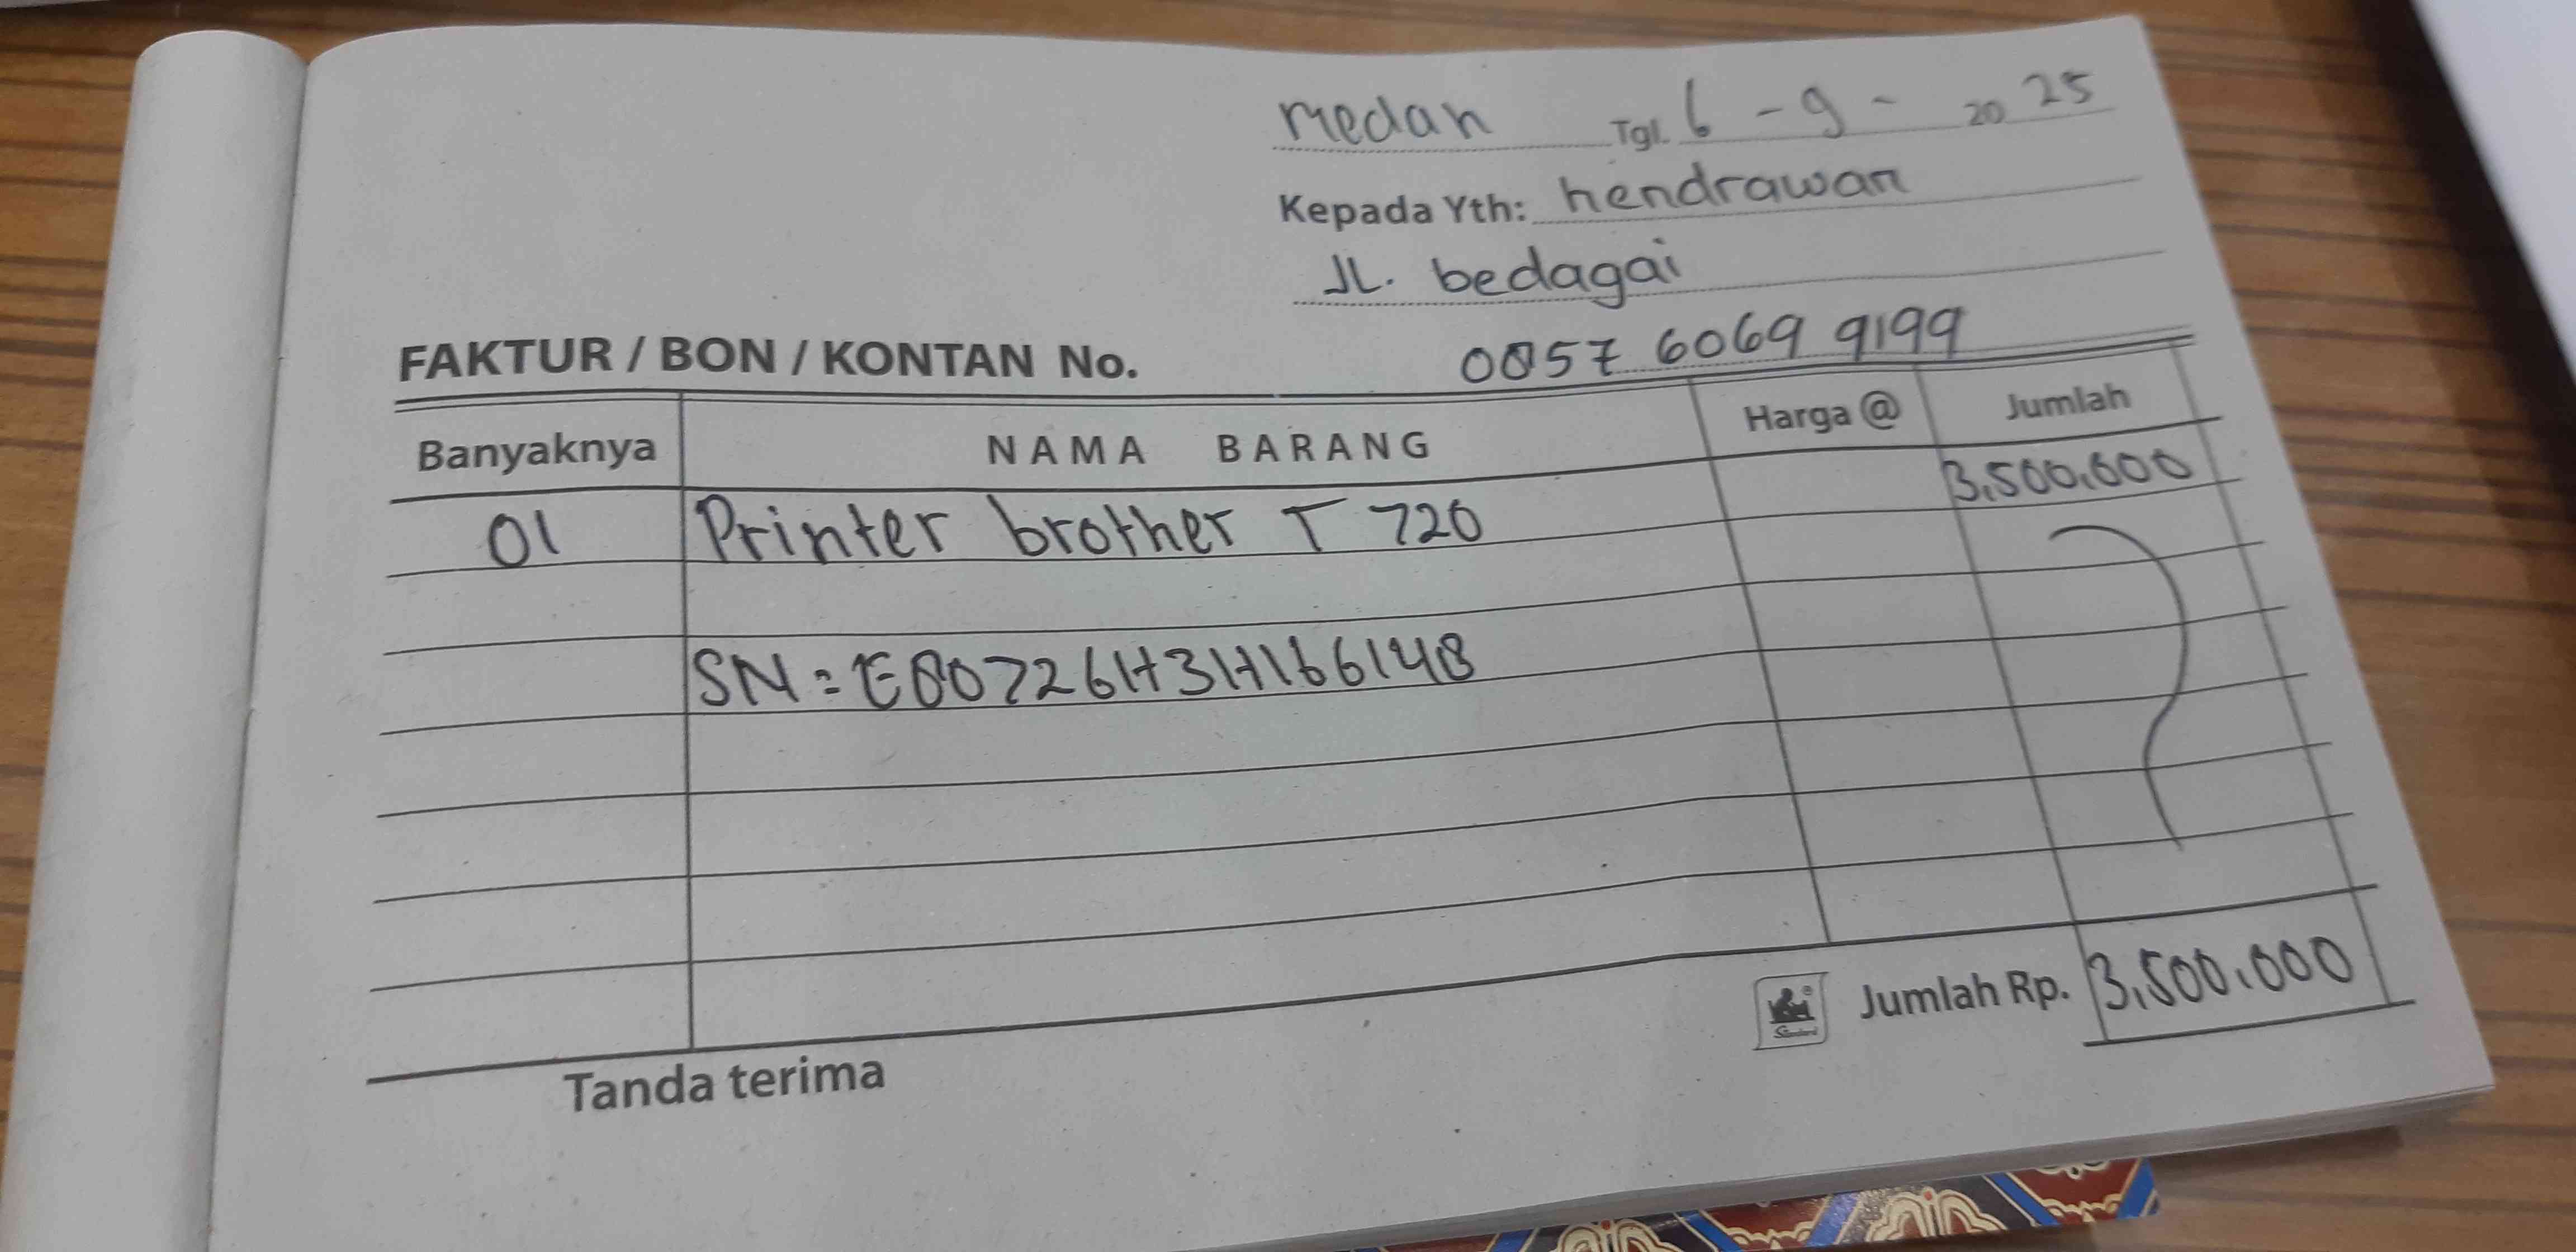 Medan Tgl. 6 - 9 - 20 25
Kepada Yth: hendrawan
JL. bedagai
FAKTUR / BON / KONTAN No. 0857 6069 9199
Banyaknya NAMA BARANG Harga @ Jumlah
01 Printer brother T 720 3,500,000
SN = E80726H3H166148
Jumlah Rp. 3,500,000
Tanda terima